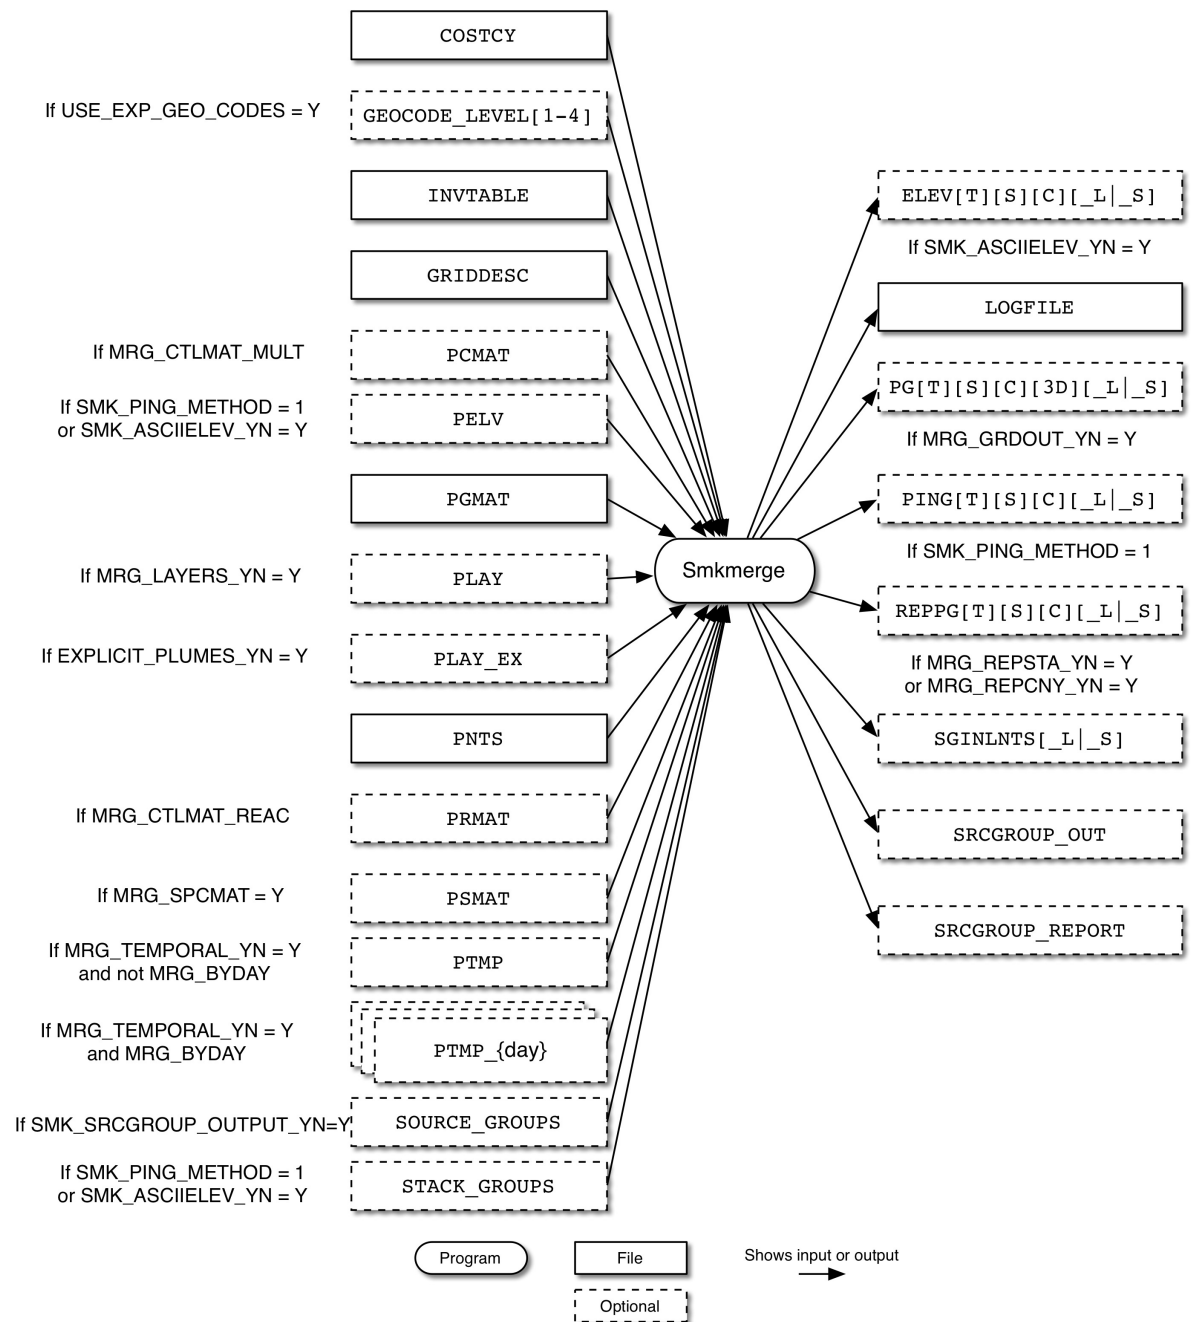 COSTCY
If USE_EXP_GEO_CODES = Y
GEOCODE_LEVEL[1-4]
INVTABLE
GRIDDESC
If MRG_CTLMAT_MULT
PCMAT
If SMK_PING_METHOD = 1
or SMK_ASCIIELEV_YN = Y
PELV
PGMAT
If MRG_LAYERS_YN = Y
PLAY
If EXPLICIT_PLUMES_YN = Y
PLAY_EX
PNTS
If MRG_CTLMAT_REAC
PRMAT
If MRG_SPCMAT = Y
PSMAT
If MRG_TEMPORAL_YN = Y
and not MRG_BYDAY
PTMP
If MRG_TEMPORAL_YN = Y
and MRG_BYDAY
PTMP_{day}
If SMK_SRCGROUP_OUTPUT_YN=Y
SOURCE_GROUPS
If SMK_PING_METHOD = 1
or SMK_ASCIIELEV_YN = Y
STACK_GROUPS
Smkmerge
ELEV[T][S][C][_L|_S]
If SMK_ASCIIELEV_YN = Y
LOGFILE
PG[T][S][C][3D][_L|_S]
If MRG_GRDOUT_YN = Y
PING[T][S][C][_L|_S]
If SMK_PING_METHOD = 1
REPPG[T][S][C][_L|_S]
If MRG_REPSTA_YN = Y
or MRG_REPCNY_YN = Y
SGINLNTS[_L|_S]
SRCGROUP_OUT
SRCGROUP_REPORT
Program
File
Shows input or output
Optional